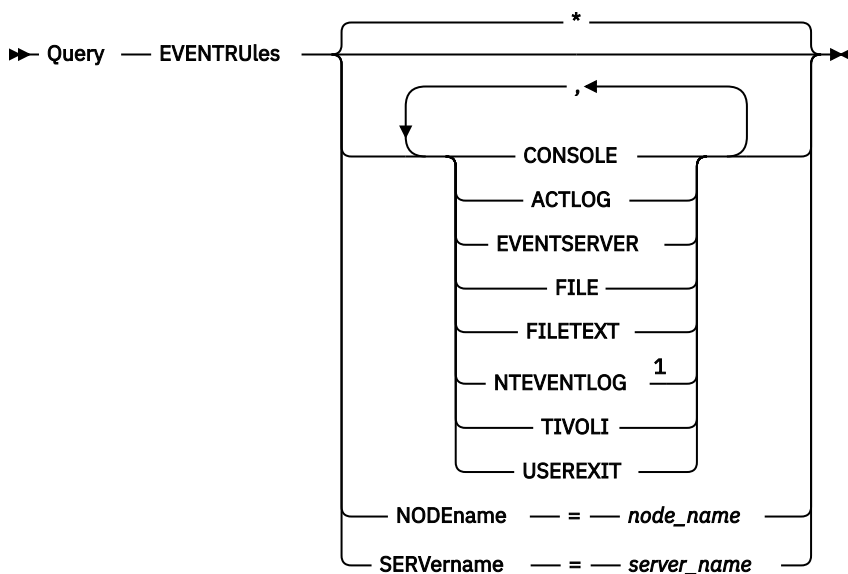 *
Query EVENTRUles
,
CONSOLE
ACTLOG
EVENTSERVER
FILE
FILETEXT
NTEVENTLOG 1
TIVOLI
USEREXIT
NODEname = node_name
SERVername = server_name